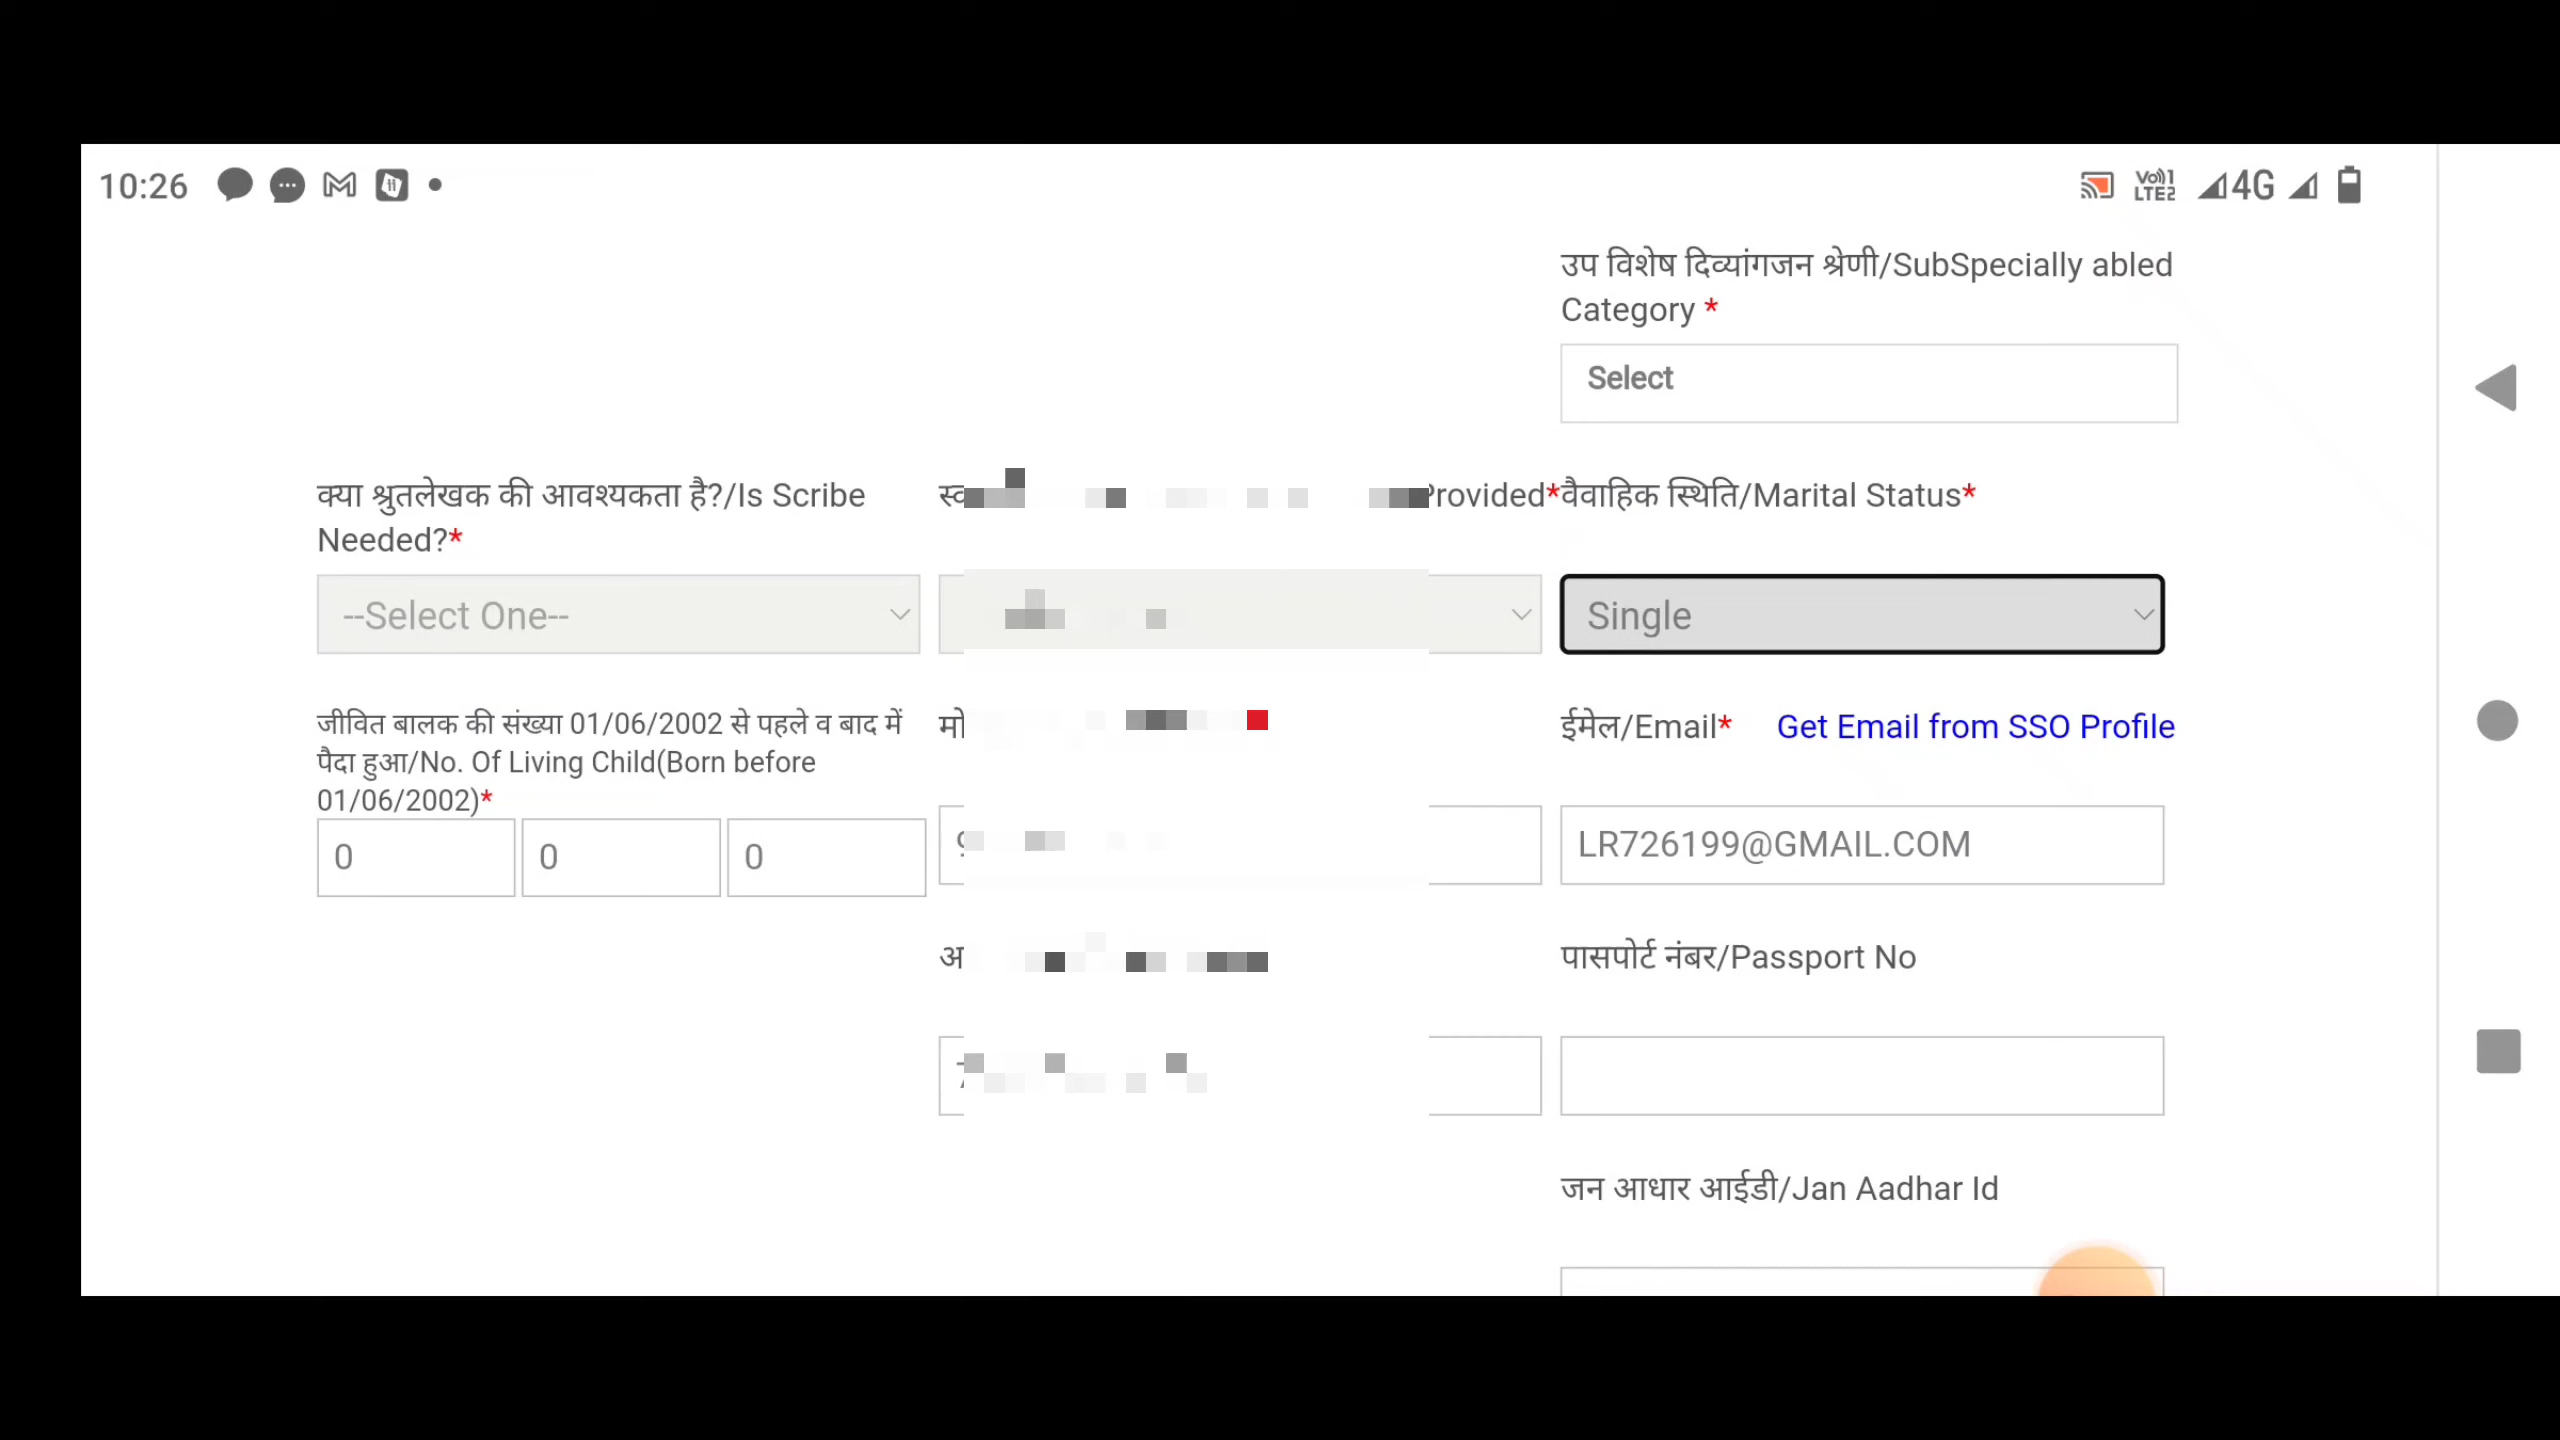 10:26
Vo)) 1
LTE2
4G
उप विशेष दिव्यांगजन श्रेणी/SubSpecially abled
Category *
Select
क्या श्रुतलेखक की आवश्यकता है?/Is Scribe
Needed?*
Provided*
वैवाहिक स्थिति/Marital Status*
--Select One--
Single
जीवित बालक की संख्या 01/06/2002 से पहले व बाद में
पैदा हुआ/No. Of Living Child(Born before
01/06/2002)*
ईमेल/Email*
Get Email from SSO Profile
0
0
0
LR726199@GMAIL.COM
पासपोर्ट नंबर/Passport No
जन आधार आईडी/Jan Aadhar Id